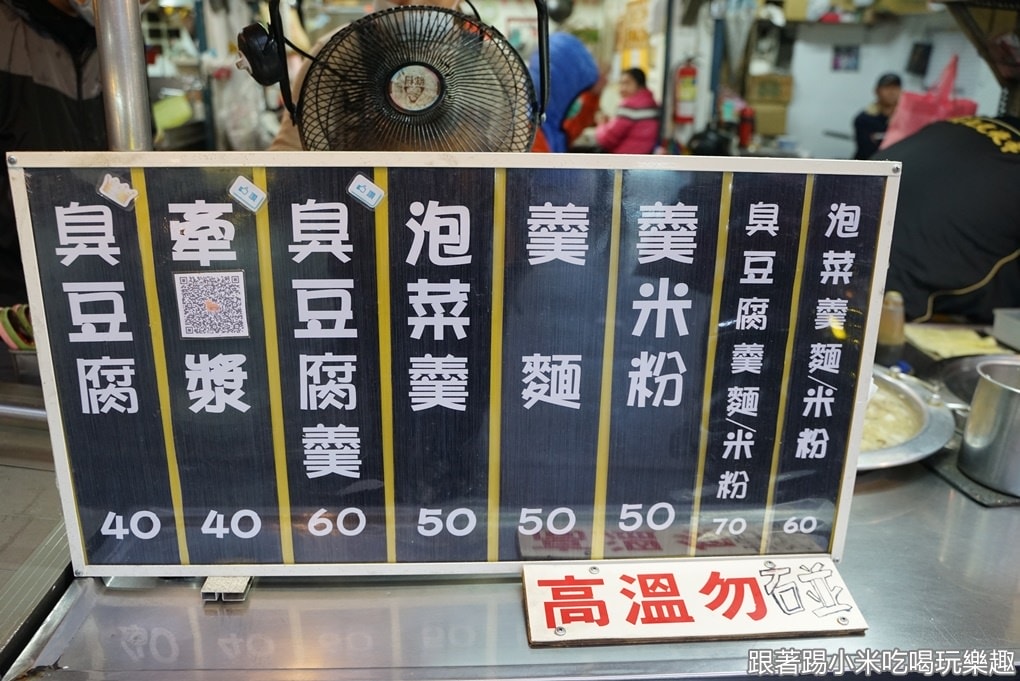 臭豆腐 40
牽漿 40
臭豆腐羹 60
泡菜羹 50
羹麵 50
羹米粉 50
臭豆腐羹麵/米粉 70
泡菜羹麵/米粉 60
高溫勿碰
跟著踢小米吃喝玩樂趣